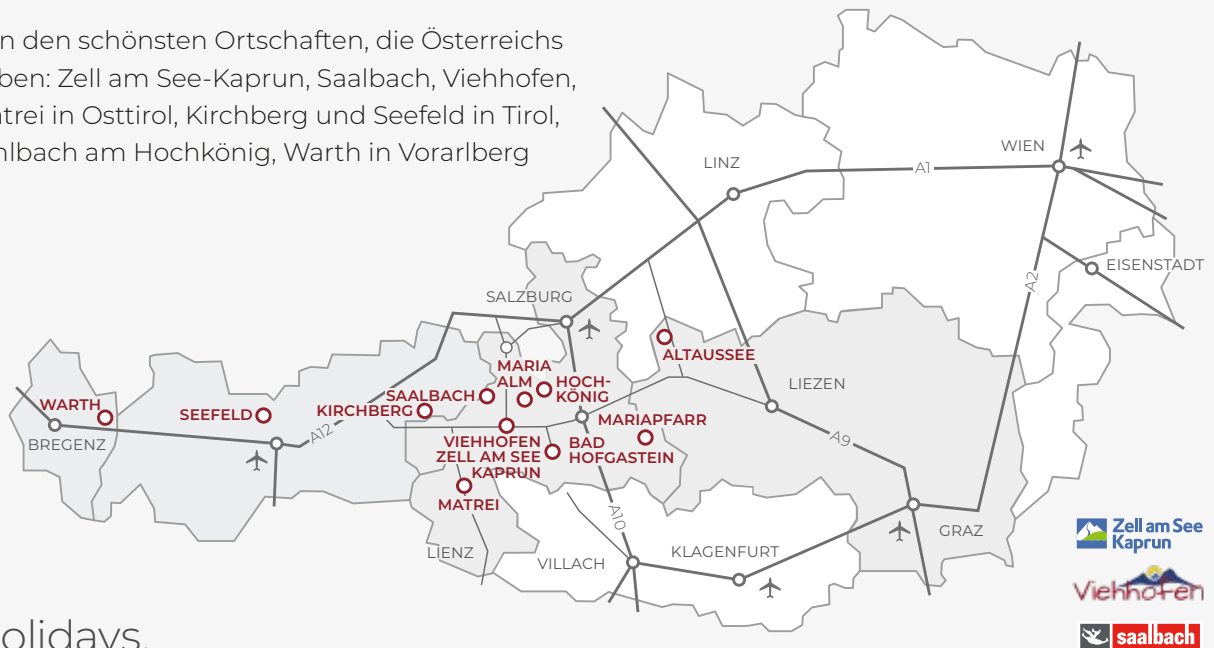 n den schönsten Ortschaften, die Österreichs
ben: Zell am See-Kaprun, Saalbach, Viehhofen,
trei in Osttirol, Kirchberg und Seefeld in Tirol,
hlbach am Hochkönig, Warth in Vorarlberg
WIEN
LINZ
A1
EISENSTADT
A2
SALZBURG
ALTAUSSEE
MARIA
ALM
HOCH-
KÖNIG
LIEZEN
SAALBACH
KIRCHBERG
WARTH
SEEFELD
MARIAPFARR
BREGENZ
A12
A9
VIEHHOFEN
ZELL AM SEE
KAPRUN
BAD
HOFGASTEIN
MATREI
A10
LIENZ
VILLACH
KLAGENFURT
GRAZ
Zell am See
Kaprun
Viehhofen
saalbach
olidays.